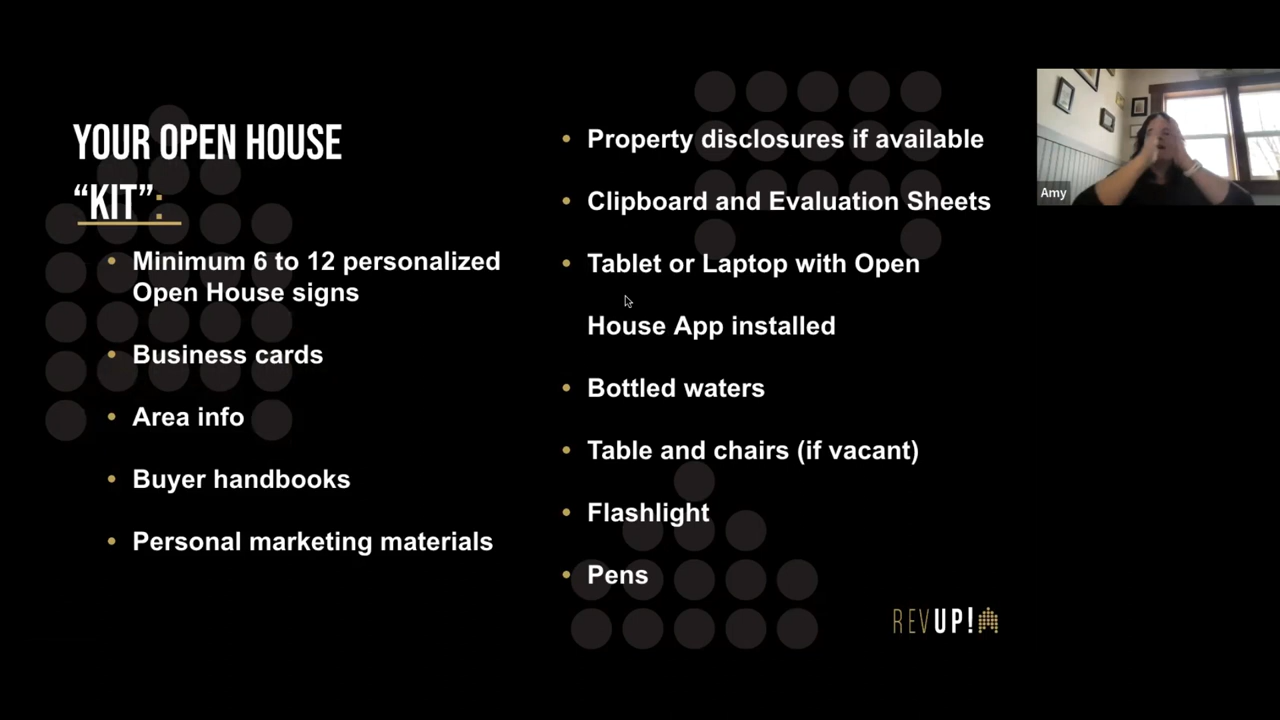 YOUR OPEN HOUSE
“KIT”:
• Minimum 6 to 12 personalized
Open House signs
• Business cards
• Area info
• Buyer handbooks
• Personal marketing materials
• Property disclosures if available
• Clipboard and Evaluation Sheets
• Tablet or Laptop with Open
House App installed
• Bottled waters
• Table and chairs (if vacant)
• Flashlight
• Pens
REVUP!
Amy